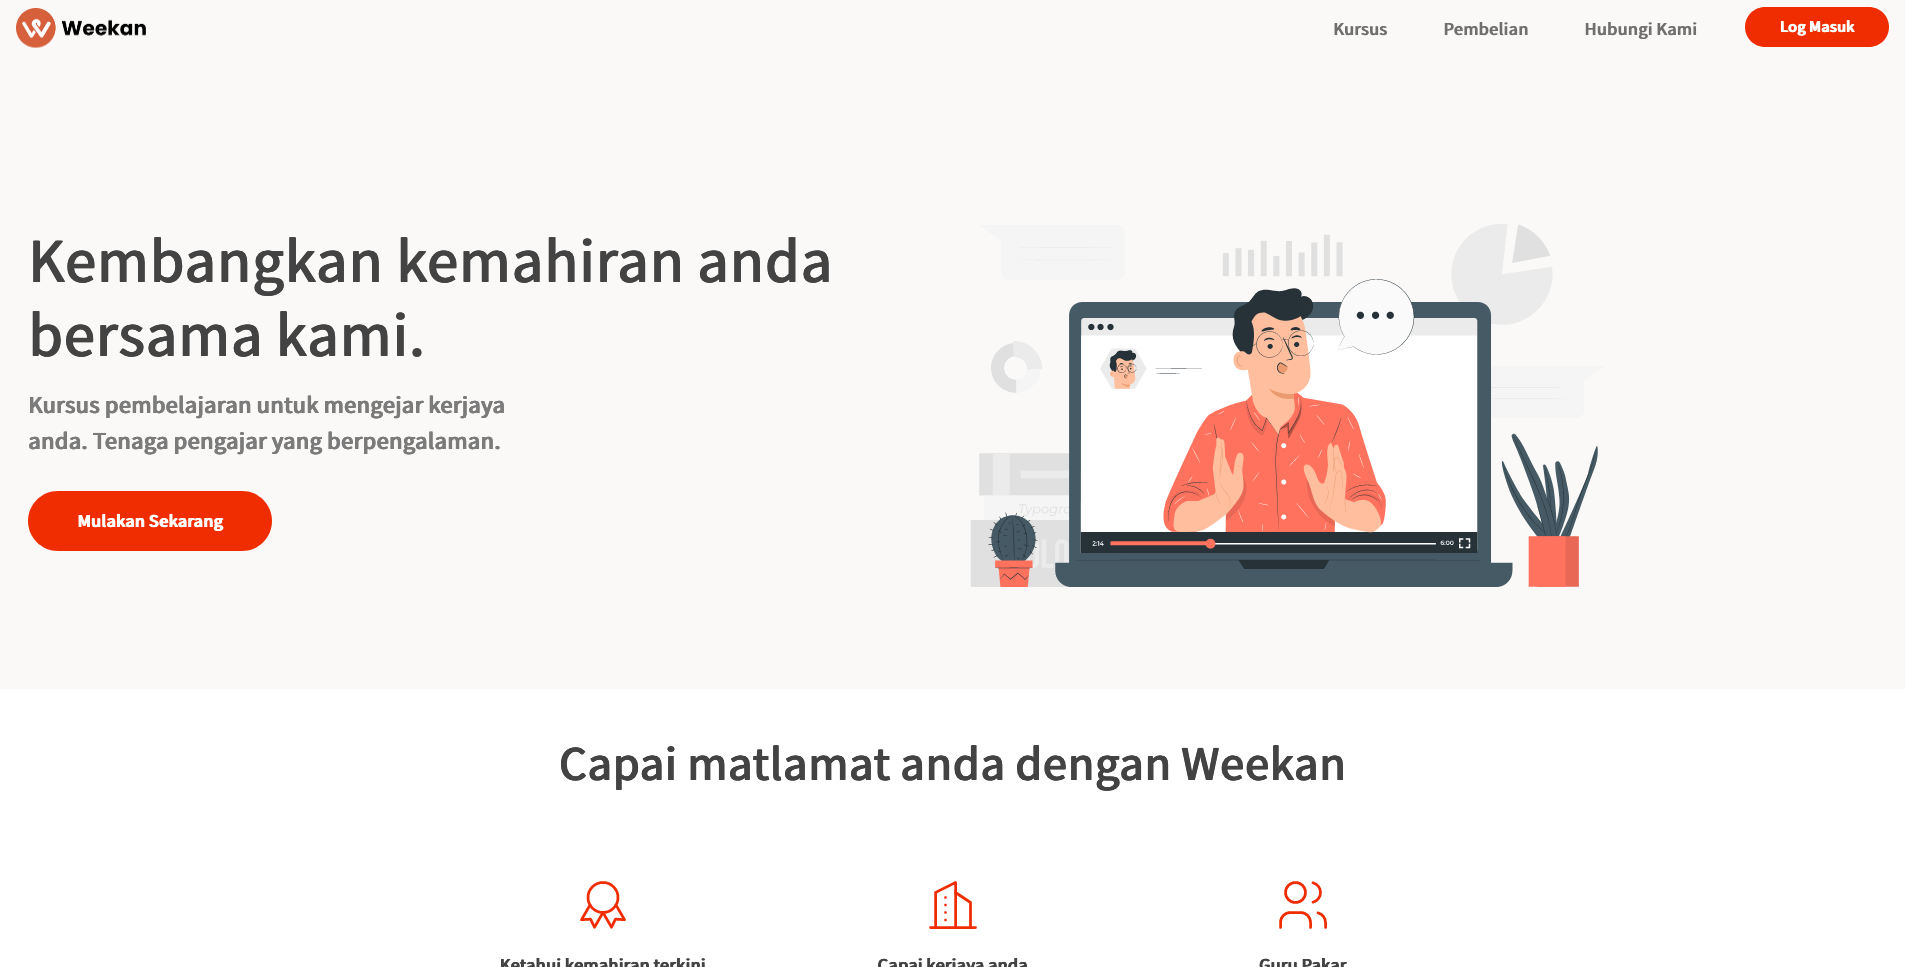 Weekan
Kursus
Pembelian
Hubungi Kami
Log Masuk
Kembangkan kemahiran anda
bersama kami.
Kursus pembelajaran untuk mengejar kerjaya
anda. Tenaga pengajar yang berpengalaman.
Mulakan Sekarang
2:14
6:00
Capai matlamat anda dengan Weekan
Ketahui kemahiran terkini
Capai kerjaya anda
Guru Pakar